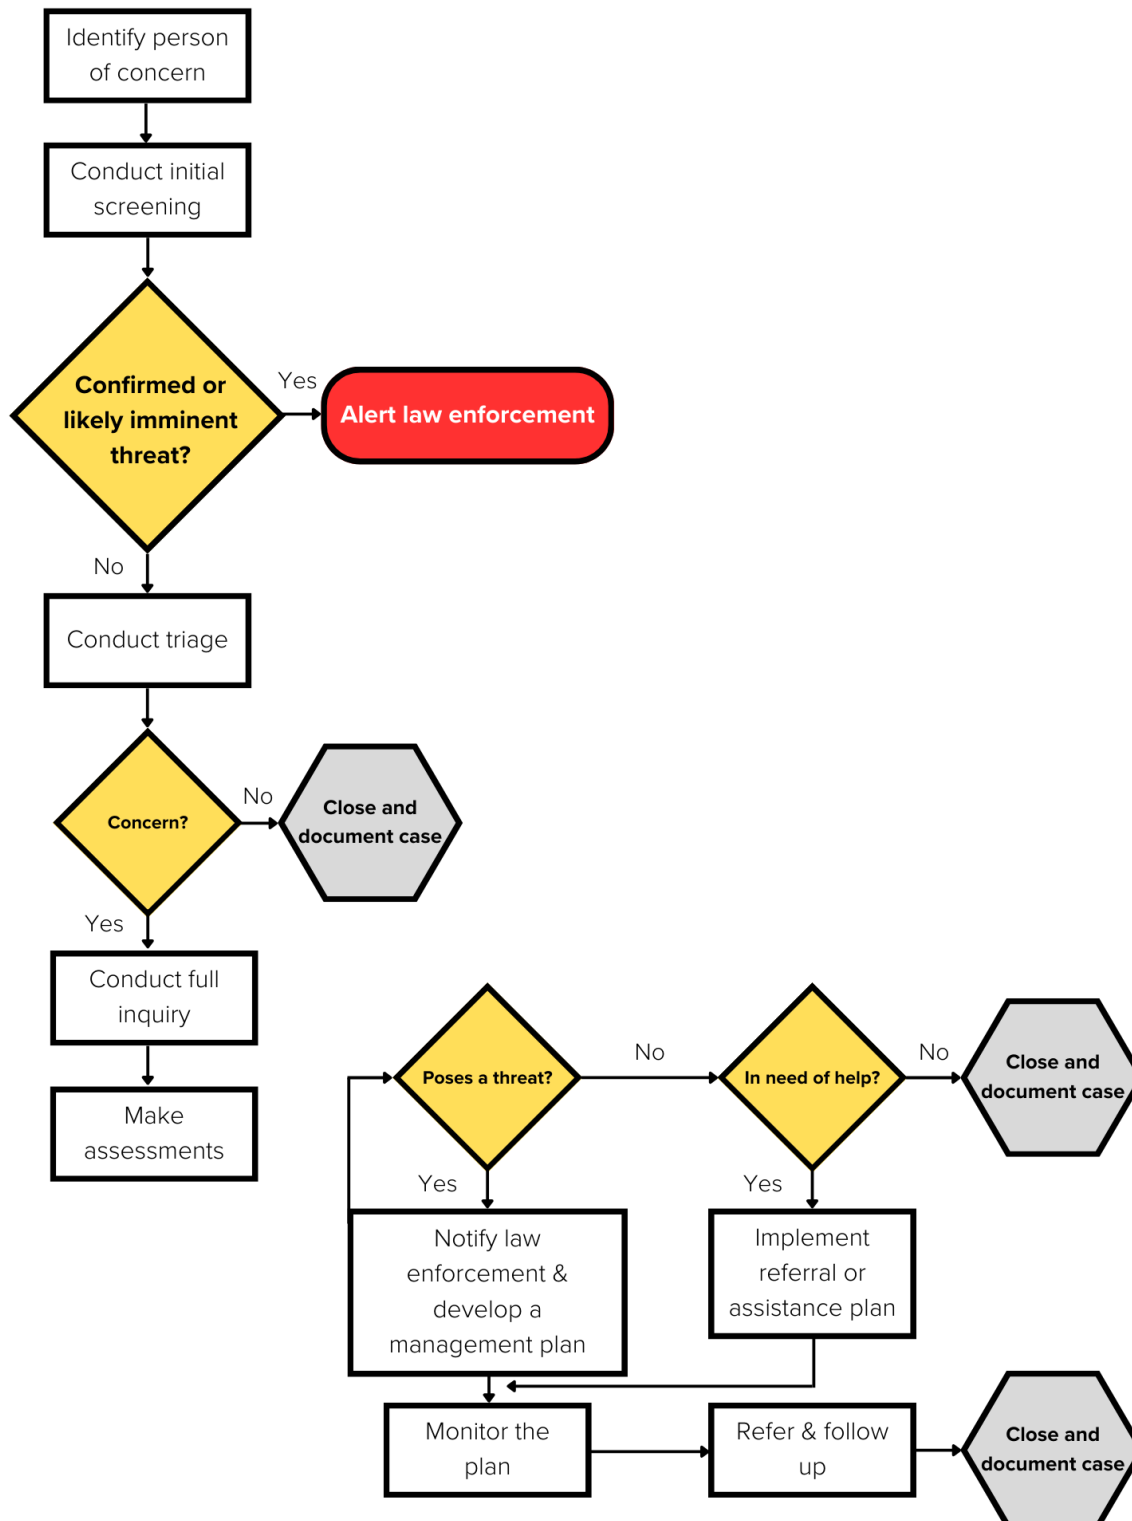 Identify person
of concern
Conduct initial
screening
Confirmed or
likely imminent
threat?
Yes
Alert law enforcement
No
Conduct triage
Concern?
No
Close and
document case
Yes
Conduct full
inquiry
Make
assessments
Poses a threat?
No
In need of help?
No
Close and
document case
Yes
Notify law
enforcement &
develop a
management plan
Yes
Implement
referral or
assistance plan
Monitor the
plan
Refer & follow
up
Close and
document case